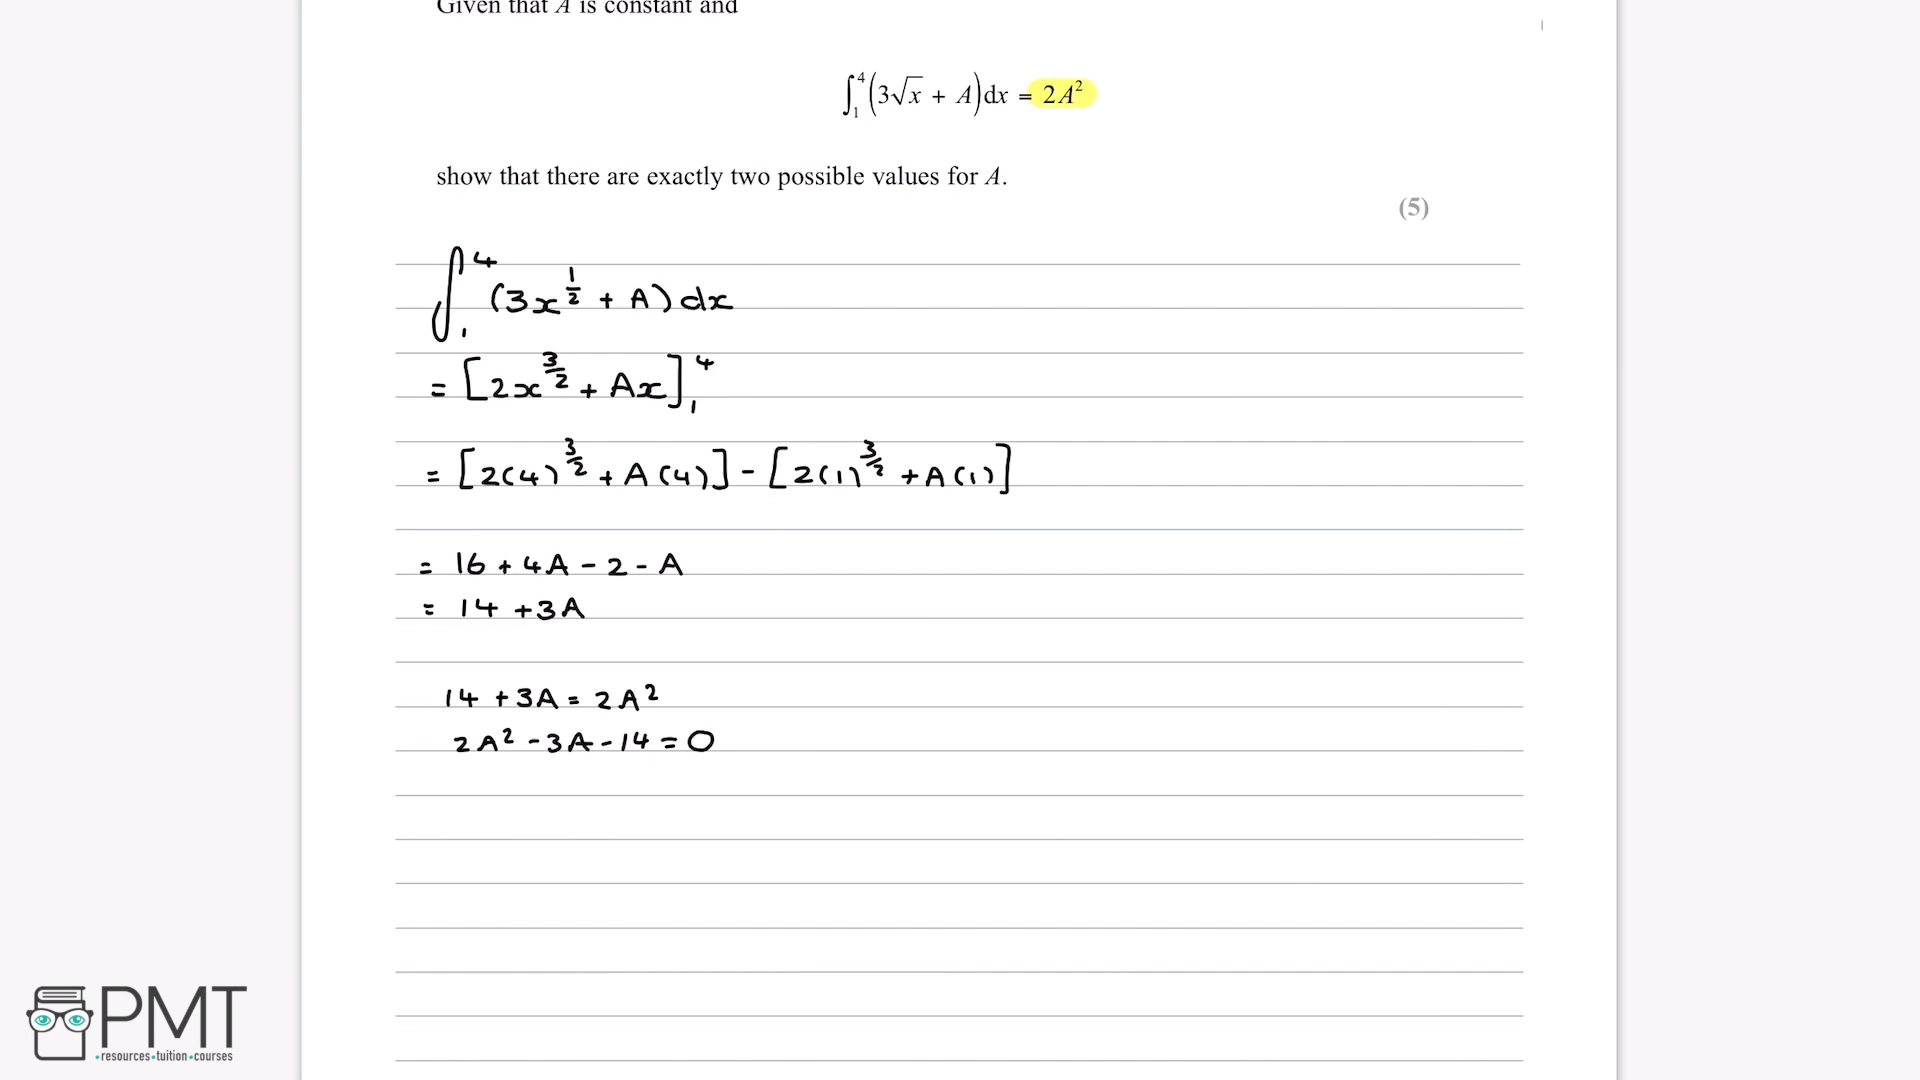 Given that A is constant and
∫₁⁴(3√x + A)dx = 2A²
show that there are exactly two possible values for A.
(5)
∫₁⁴ (3x^(1/2) + A) dx
= [2x^(3/2) + Ax]₁⁴
= [2(4)^(3/2) + A(4)] - [2(1)^(3/2) + A(1)]
= 16 + 4A - 2 - A
= 14 + 3A
14 + 3A = 2A²
2A² - 3A - 14 = 0
PMT
•resources•tuition•courses